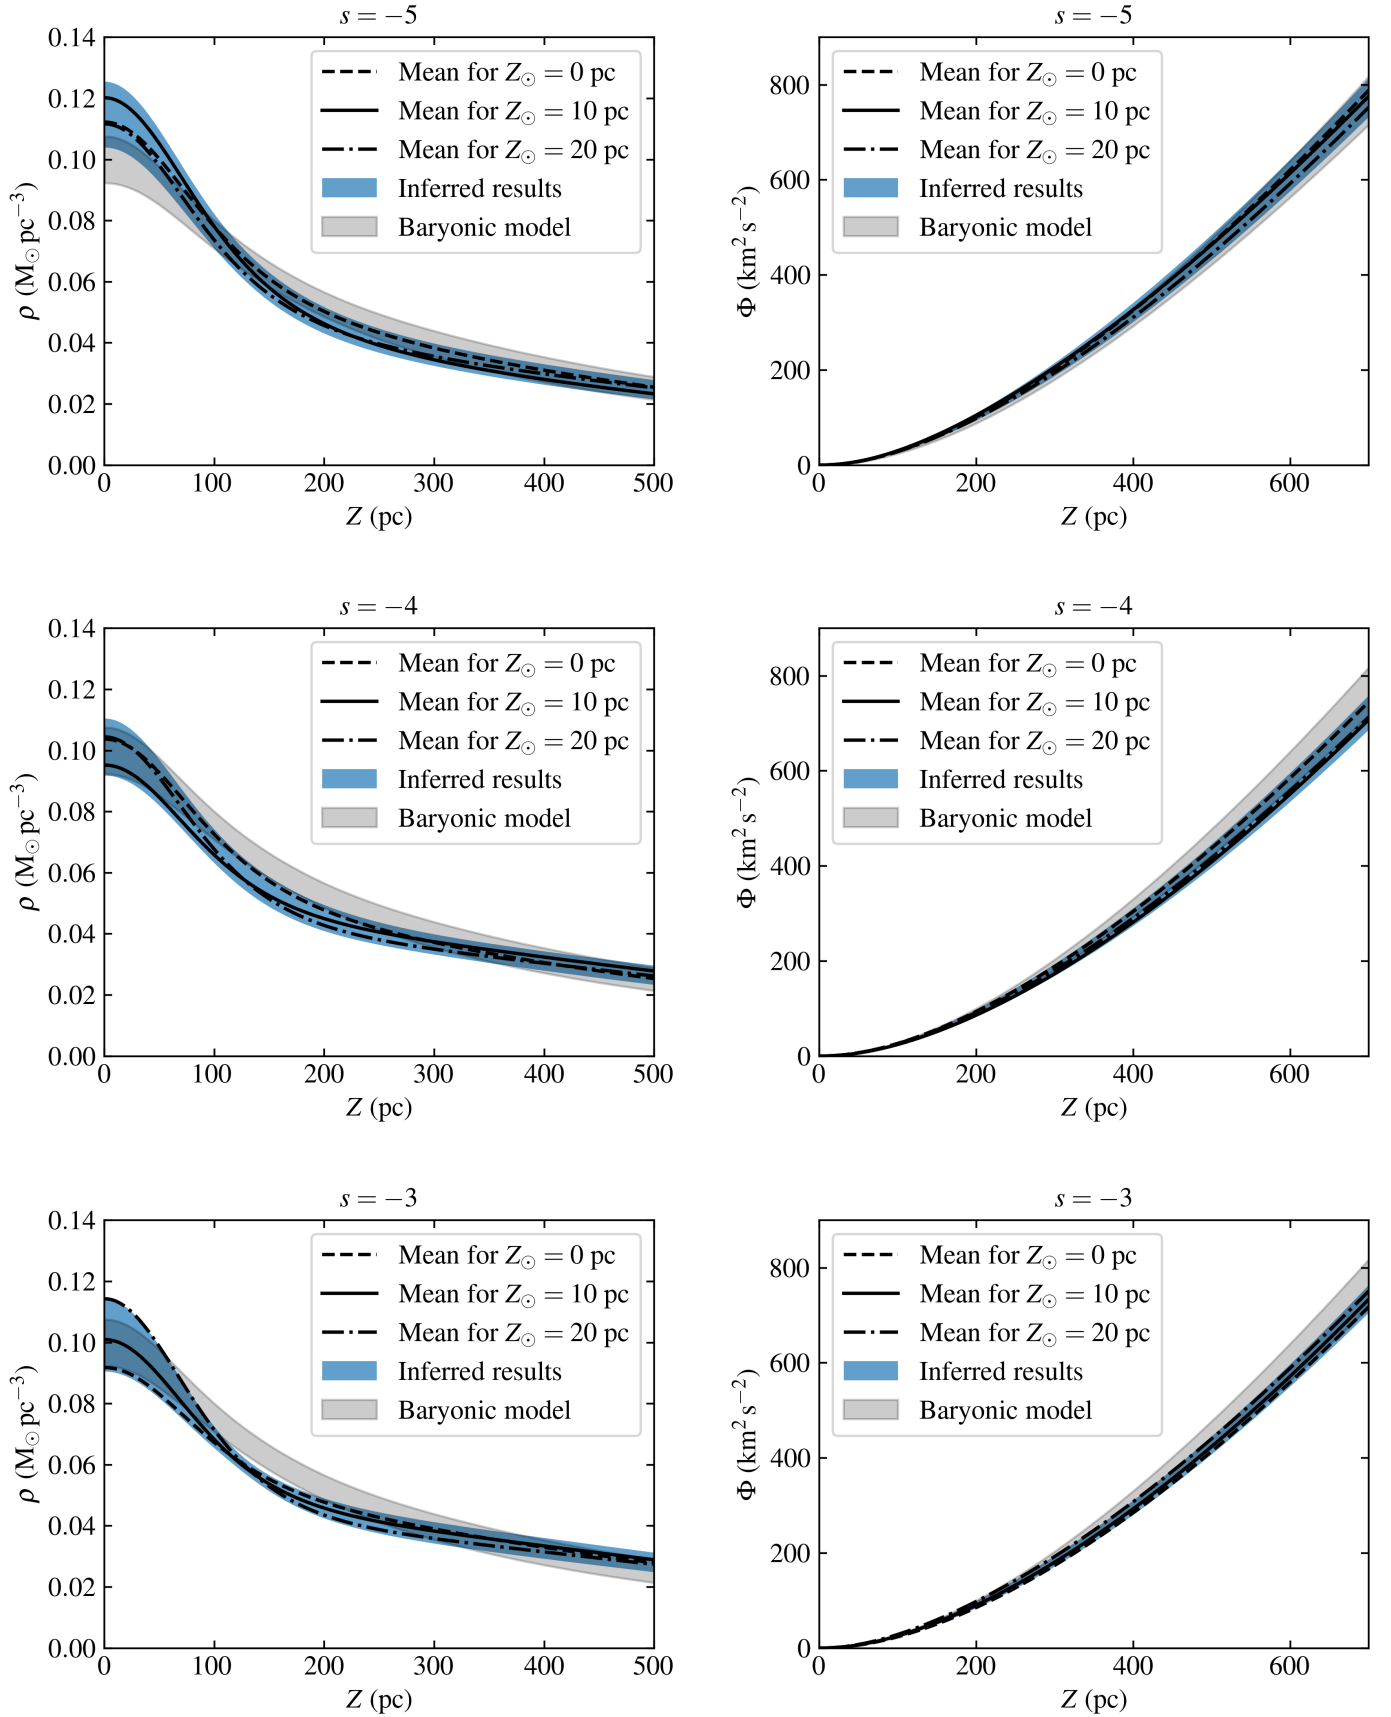 s = −5
0.14
0.12
0.10
0.08
0.06
0.04
0.02
0.00
ρ (M☉ pc⁻³)
Mean for Z☉ = 0 pc
Mean for Z☉ = 10 pc
Mean for Z☉ = 20 pc
Inferred results
Baryonic model
0 100 200 300 400 500
Z (pc)
s = −5
800
600
400
200
0
Φ (km² s⁻²)
Mean for Z☉ = 0 pc
Mean for Z☉ = 10 pc
Mean for Z☉ = 20 pc
Inferred results
Baryonic model
0 200 400 600
Z (pc)
s = −4
0.14
0.12
0.10
0.08
0.06
0.04
0.02
0.00
ρ (M☉ pc⁻³)
Mean for Z☉ = 0 pc
Mean for Z☉ = 10 pc
Mean for Z☉ = 20 pc
Inferred results
Baryonic model
0 100 200 300 400 500
Z (pc)
s = −4
800
600
400
200
0
Φ (km² s⁻²)
Mean for Z☉ = 0 pc
Mean for Z☉ = 10 pc
Mean for Z☉ = 20 pc
Inferred results
Baryonic model
0 200 400 600
Z (pc)
s = −3
0.14
0.12
0.10
0.08
0.06
0.04
0.02
0.00
ρ (M☉ pc⁻³)
Mean for Z☉ = 0 pc
Mean for Z☉ = 10 pc
Mean for Z☉ = 20 pc
Inferred results
Baryonic model
0 100 200 300 400 500
Z (pc)
s = −3
800
600
400
200
0
Φ (km² s⁻²)
Mean for Z☉ = 0 pc
Mean for Z☉ = 10 pc
Mean for Z☉ = 20 pc
Inferred results
Baryonic model
0 200 400 600
Z (pc)